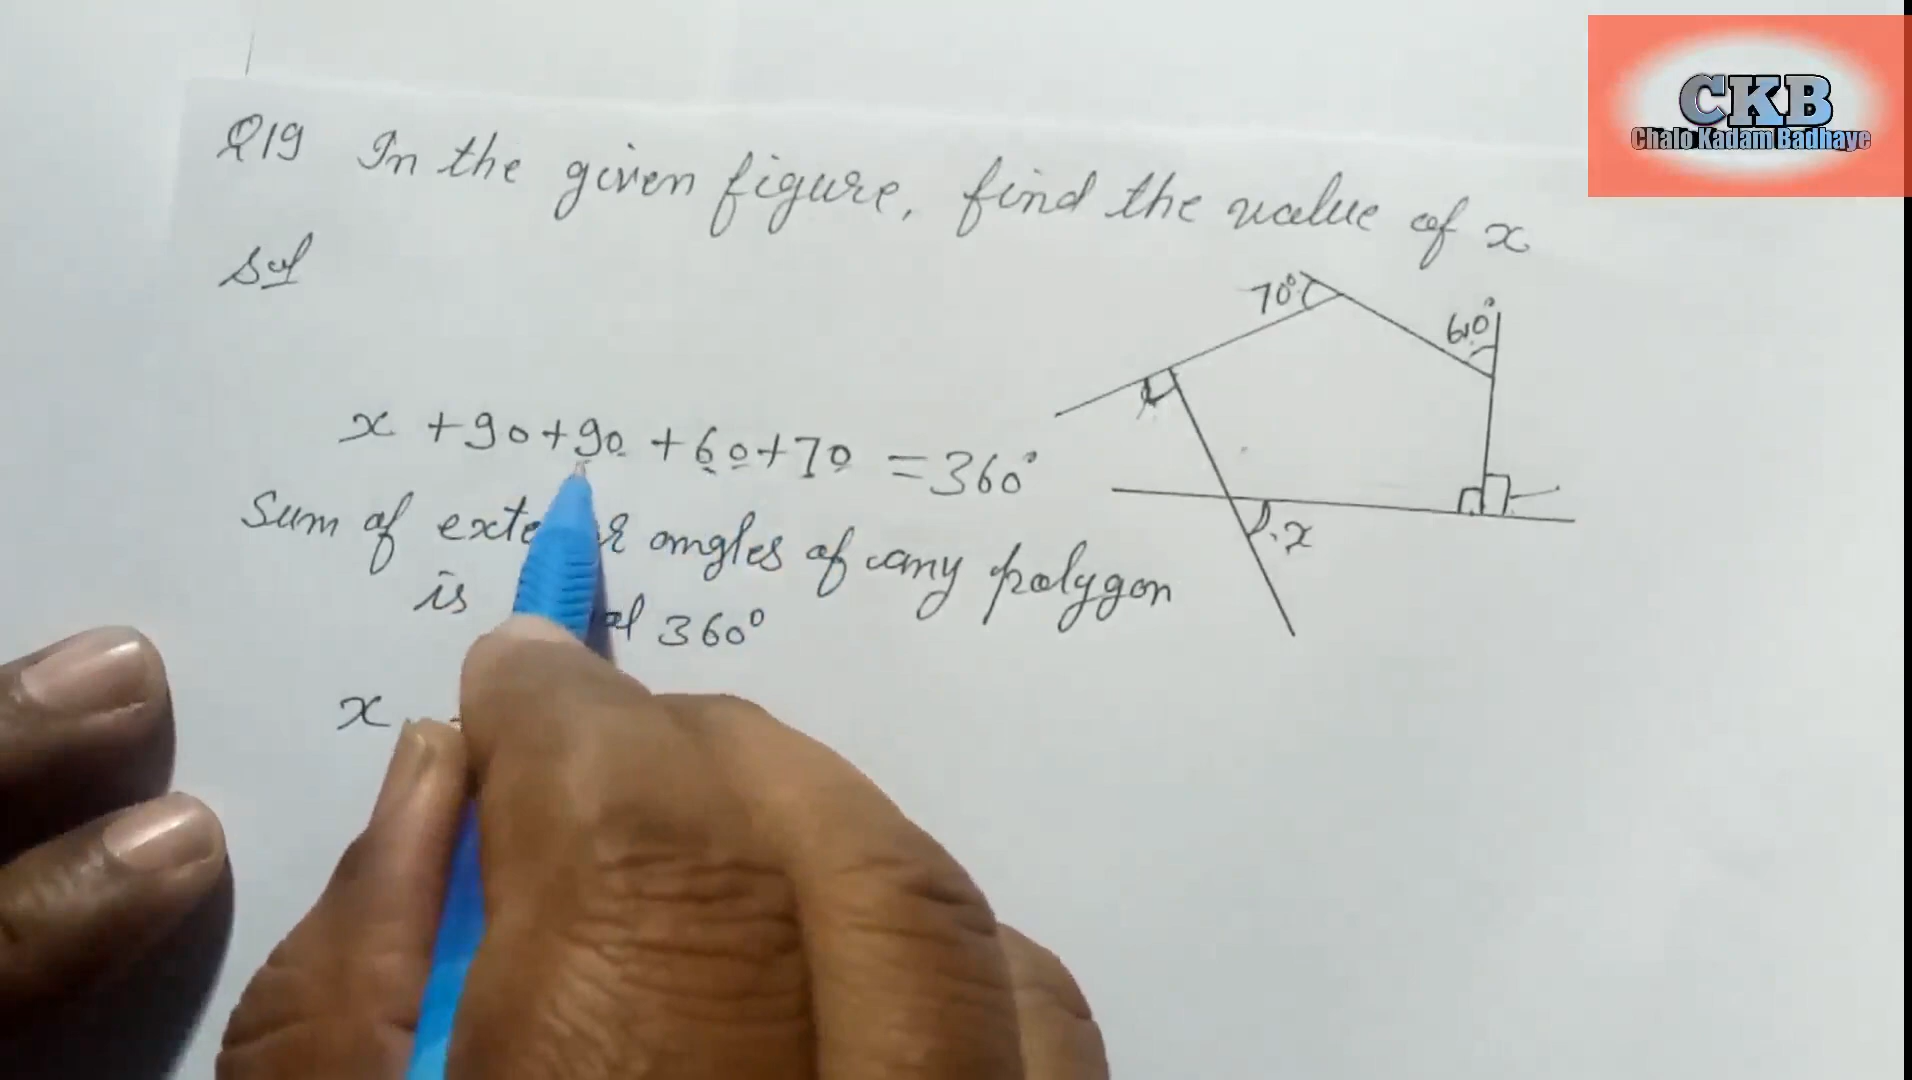 CKB
Chalo Kadam Badhaye
Q19 In the given figure, find the value of x
Sol
70°
60°
x + 90 + 90 + 60 + 70 = 360°
x
Sum of angles of any polygon
is 360°
x